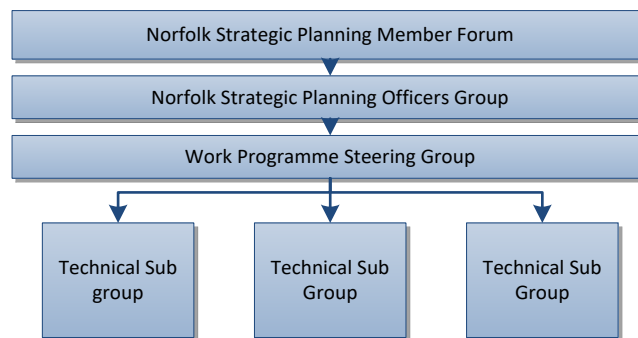 Norfolk Strategic Planning Member Forum
Norfolk Strategic Planning Officers Group
Work Programme Steering Group
Technical Sub
group
Technical Sub
Group
Technical Sub
Group